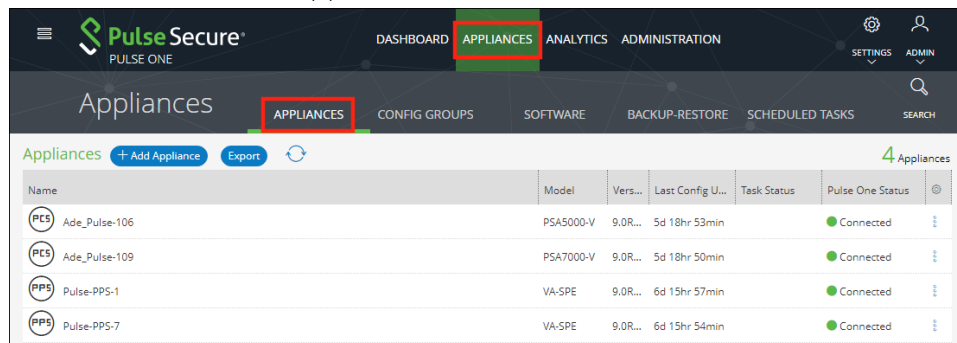 Pulse Secure®
PULSE ONE
DASHBOARD APPLIANCES ANALYTICS ADMINISTRATION
SETTINGS ADMIN
Appliances
APPLIANCES CONFIG GROUPS SOFTWARE BACKUP-RESTORE SCHEDULED TASKS
SEARCH
Appliances + Add Appliance Export 4 Appliances
Name Model Vers... Last Config U... Task Status Pulse One Status
PCS Ade_Pulse-106 PSA5000-V 9.0R... 5d 18hr 53min Connected
PCS Ade_Pulse-109 PSA7000-V 9.0R... 5d 18hr 50min Connected
PPS Pulse-PPS-1 VA-SPE 9.0R... 6d 15hr 57min Connected
PPS Pulse-PPS-7 VA-SPE 9.0R... 6d 15hr 54min Connected